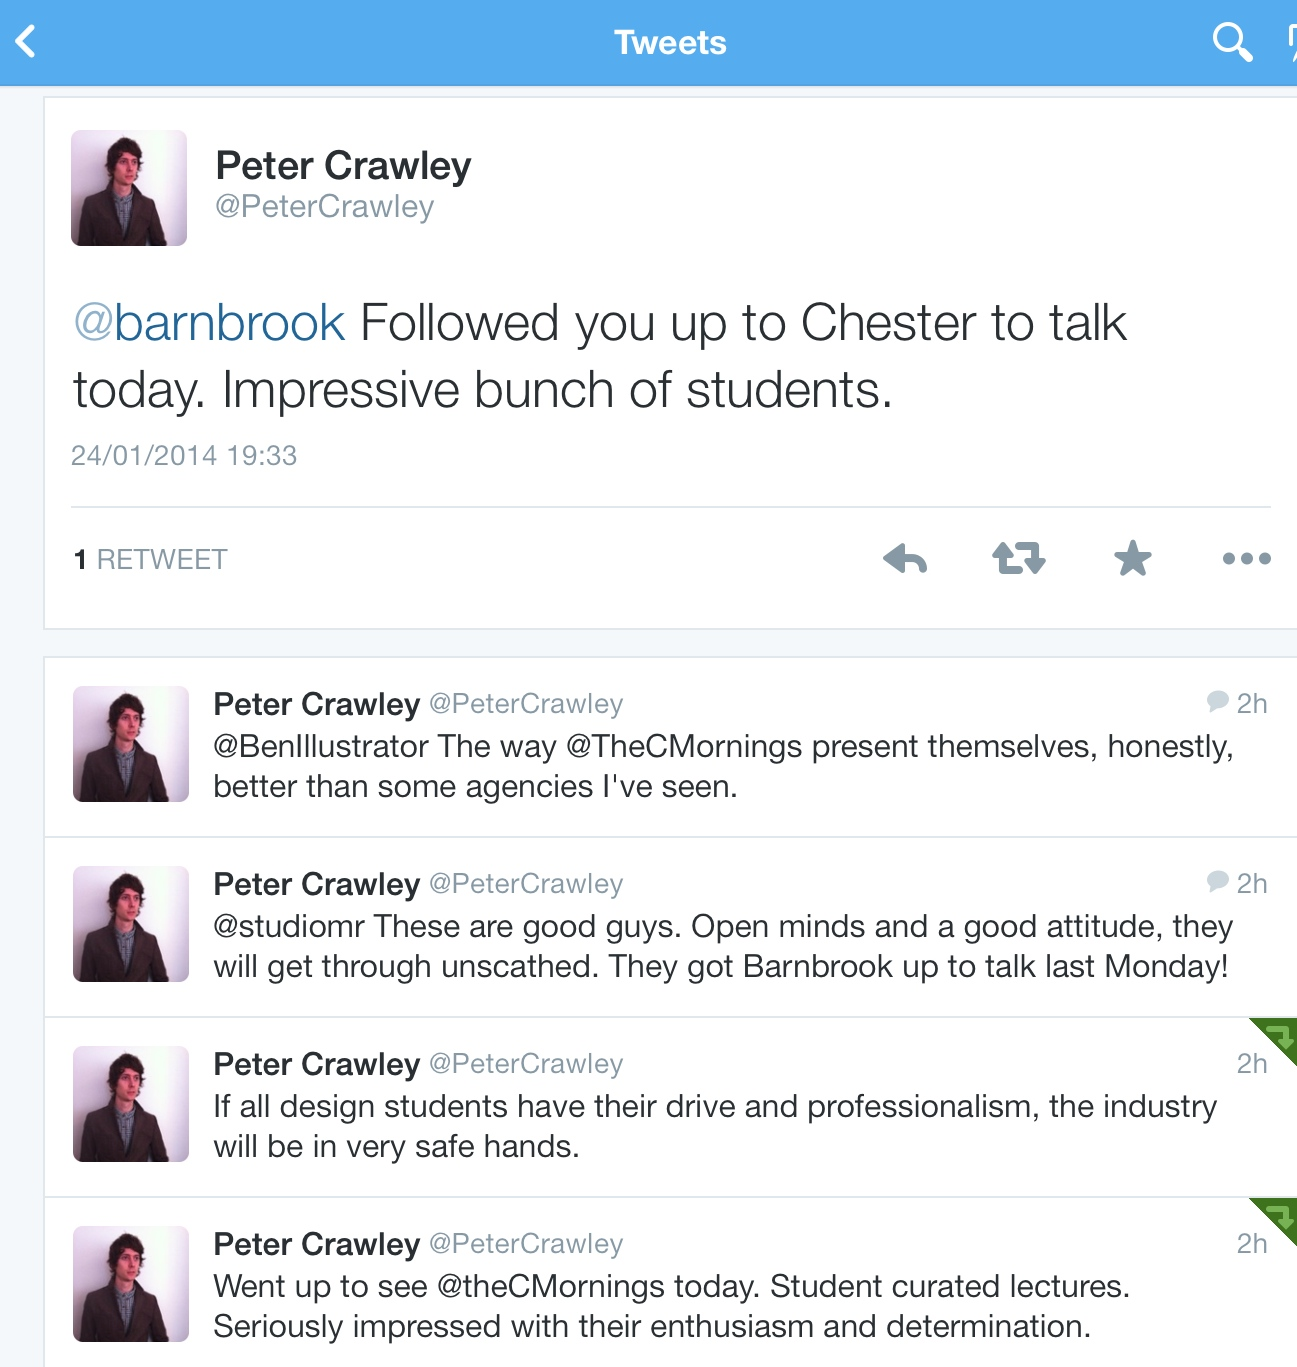 Tweets
Peter Crawley
@PeterCrawley
@barnbrook Followed you up to Chester to talk
today. Impressive bunch of students.
24/01/2014 19:33
1 RETWEET
Peter Crawley @PeterCrawley 2h
@BenIllustrator The way @TheCMornings present themselves, honestly,
better than some agencies I've seen.
Peter Crawley @PeterCrawley 2h
@studiomr These are good guys. Open minds and a good attitude, they
will get through unscathed. They got Barnbrook up to talk last Monday!
Peter Crawley @PeterCrawley 2h
If all design students have their drive and professionalism, the industry
will be in very safe hands.
Peter Crawley @PeterCrawley 2h
Went up to see @theCMornings today. Student curated lectures.
Seriously impressed with their enthusiasm and determination.